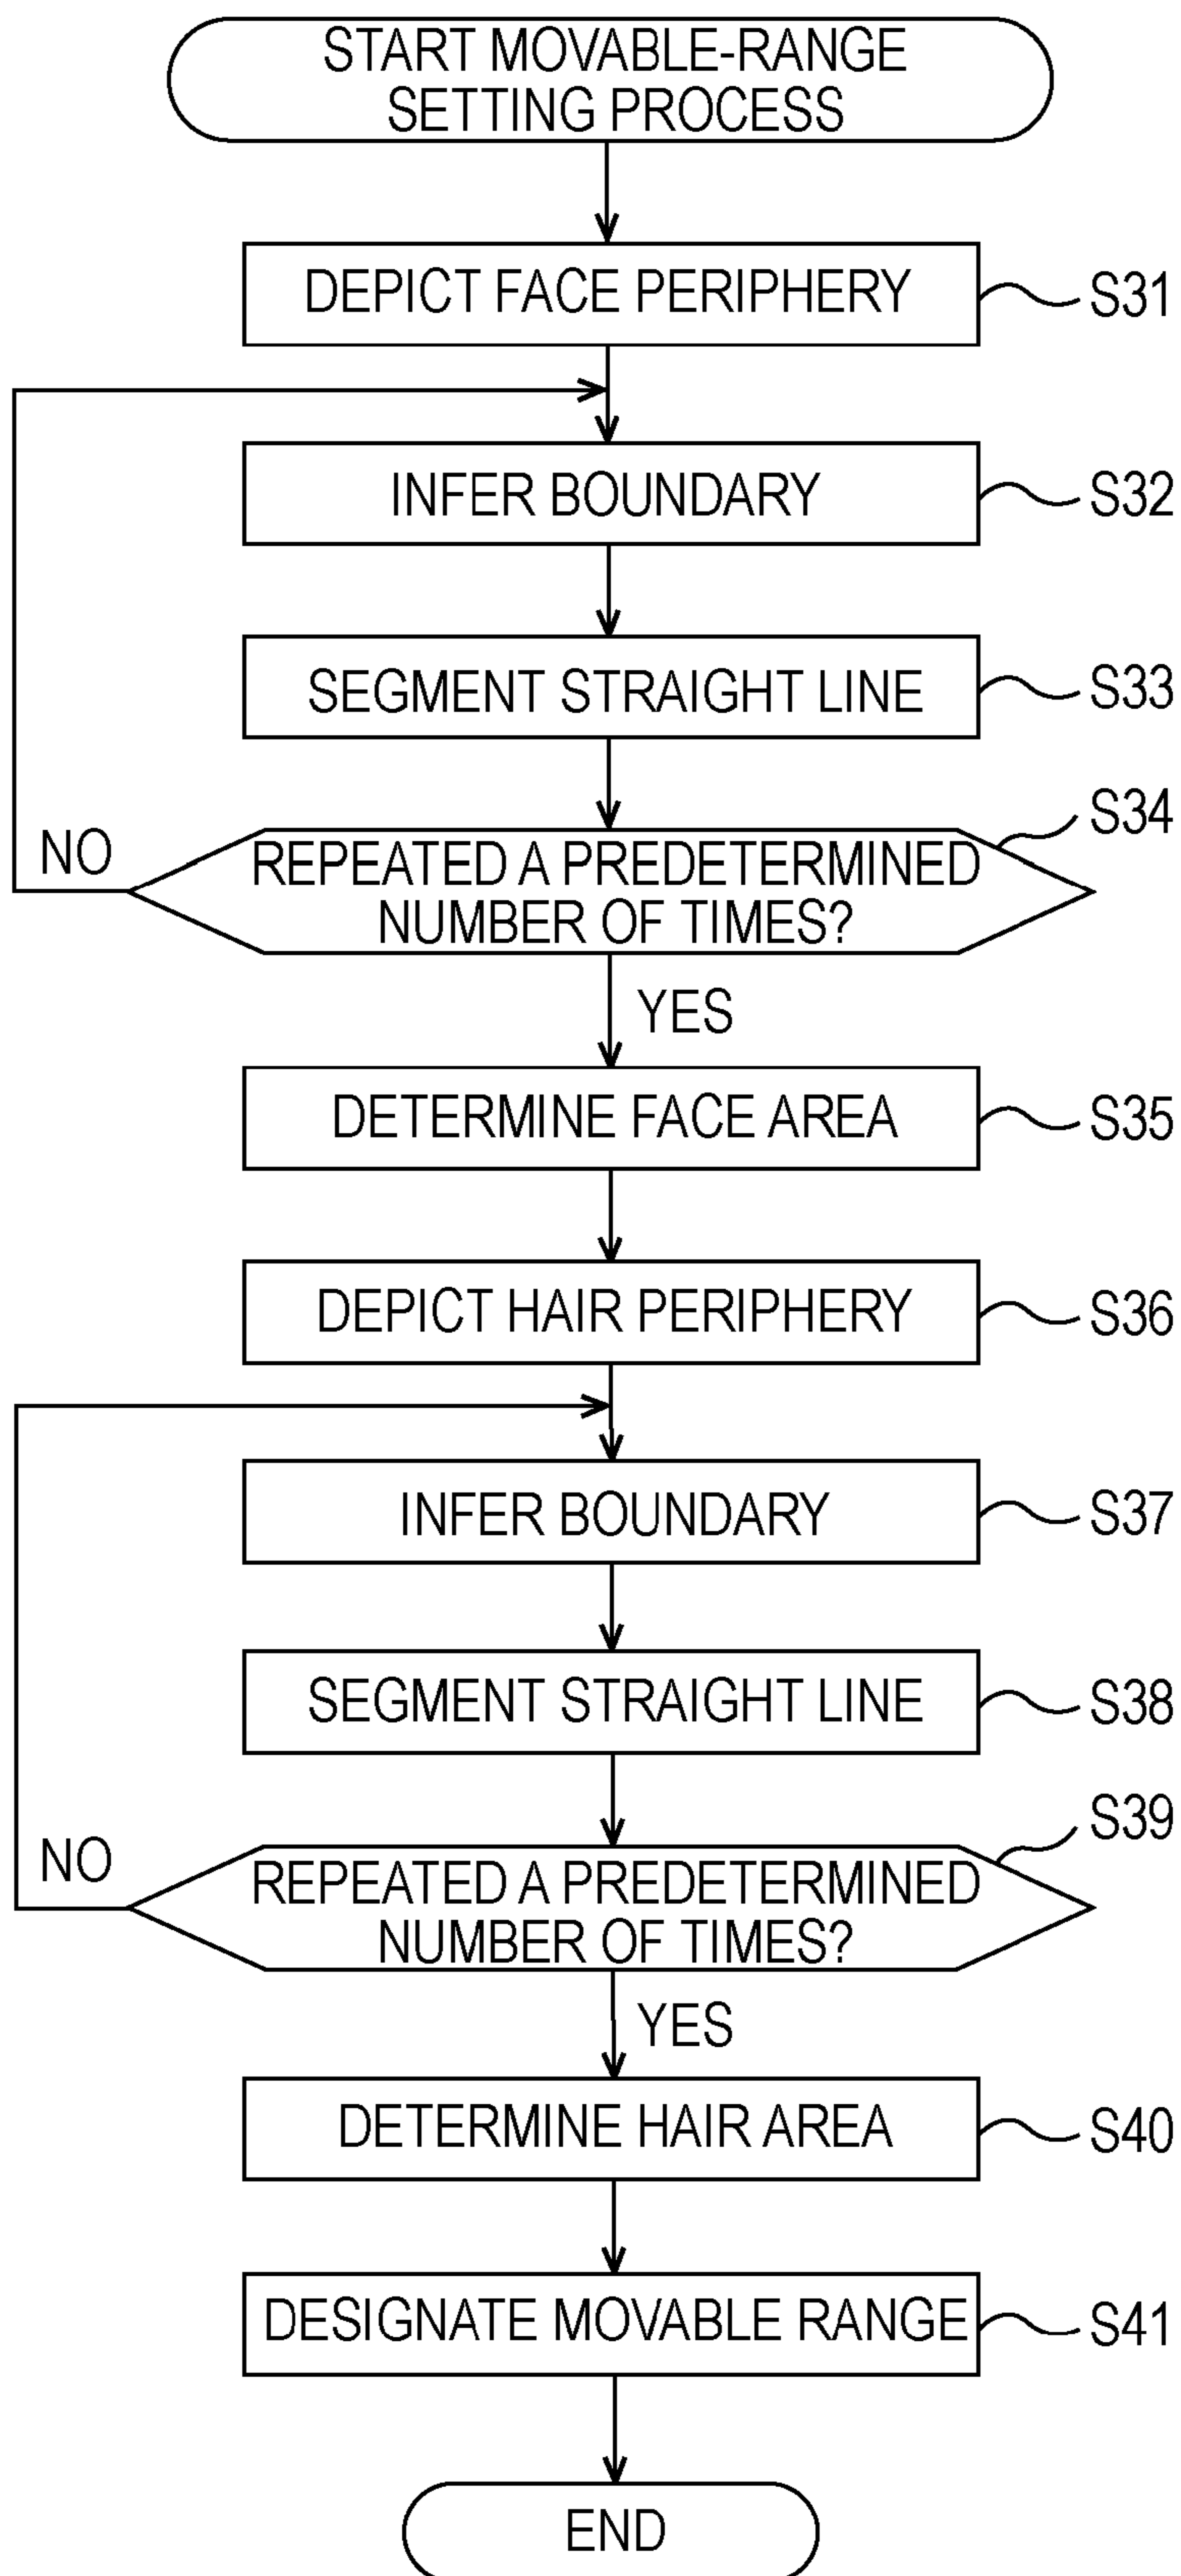 START MOVABLE-RANGE
SETTING PROCESS
DEPICT FACE PERIPHERY
S31
INFER BOUNDARY
S32
SEGMENT STRAIGHT LINE
S33
S34
NO
REPEATED A PREDETERMINED
NUMBER OF TIMES?
YES
DETERMINE FACE AREA
S35
DEPICT HAIR PERIPHERY
S36
INFER BOUNDARY
S37
SEGMENT STRAIGHT LINE
S38
S39
NO
REPEATED A PREDETERMINED
NUMBER OF TIMES?
YES
DETERMINE HAIR AREA
S40
DESIGNATE MOVABLE RANGE
S41
END